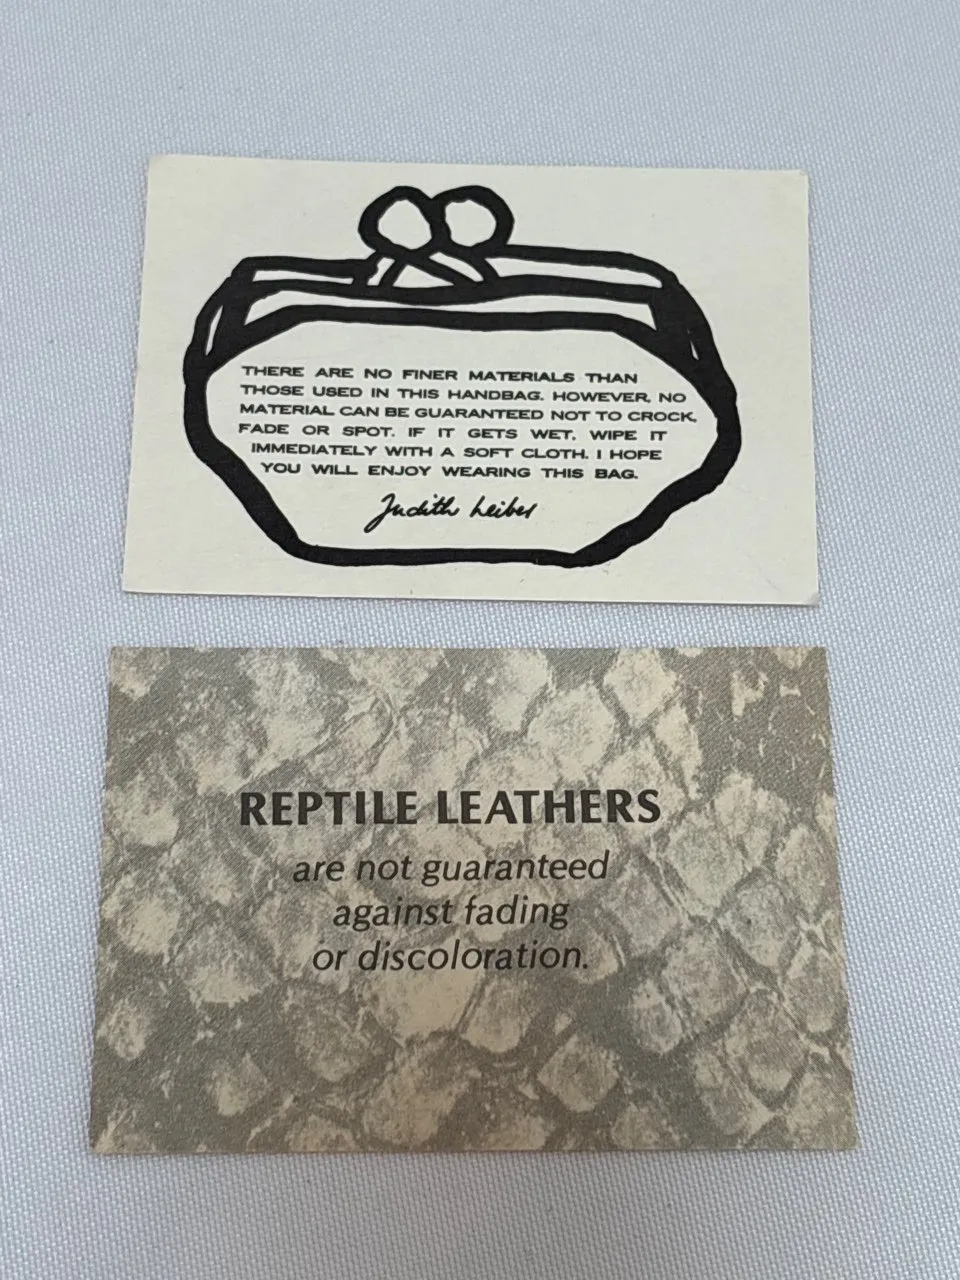 THERE ARE NO FINER MATERIALS THAN
THOSE USED IN THIS HANDBAG. HOWEVER, NO
MATERIAL CAN BE GUARANTEED NOT TO CROCK,
FADE OR SPOT. IF IT GETS WET, WIPE IT
IMMEDIATELY WITH A SOFT CLOTH. I HOPE
YOU WILL ENJOY WEARING THIS BAG.
Judith Leiber
REPTILE LEATHERS
are not guaranteed
against fading
or discoloration.